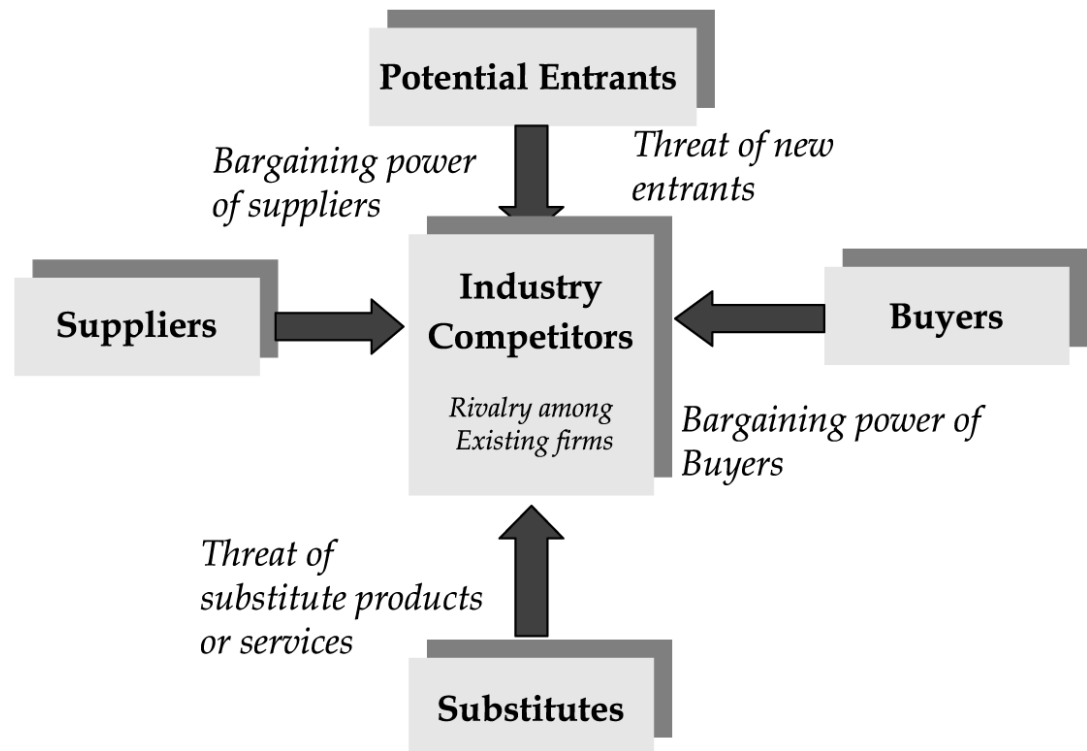 Potential Entrants
Bargaining power
of suppliers
Threat of new
entrants
Suppliers
Industry
Competitors
Rivalry among
Existing firms
Buyers
Bargaining power of
Buyers
Threat of
substitute products
or services
Substitutes